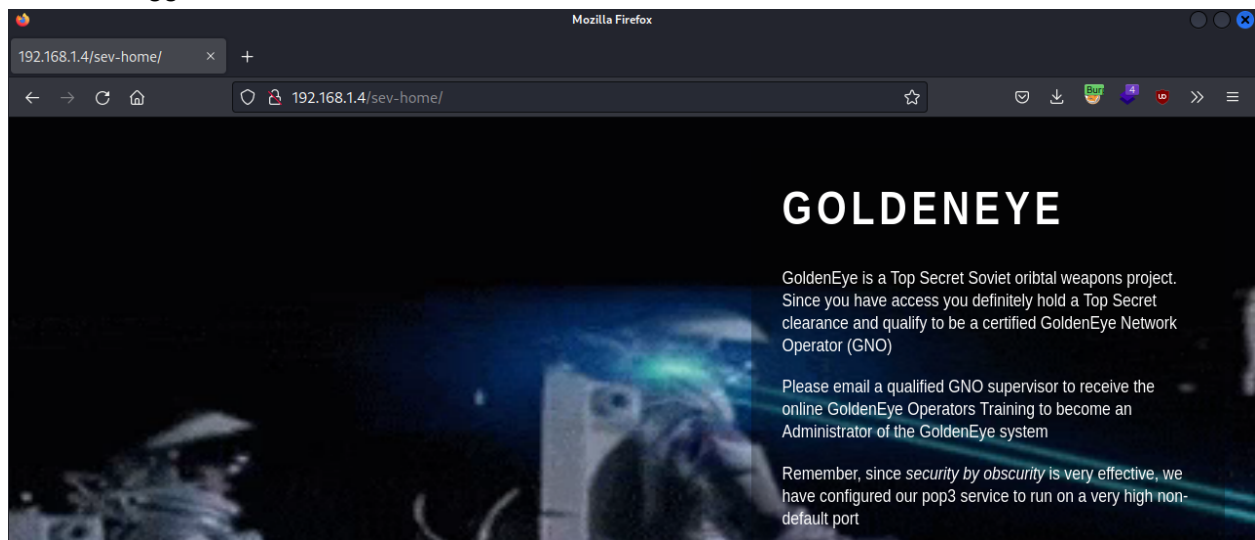 Mozilla Firefox
192.168.1.4/sev-home/
192.168.1.4/sev-home/
Bur
4
GOLDENEYE
GoldenEye is a Top Secret Soviet oribtal weapons project.
Since you have access you definitely hold a Top Secret
clearance and qualify to be a certified GoldenEye Network
Operator (GNO)
Please email a qualified GNO supervisor to receive the
online GoldenEye Operators Training to become an
Administrator of the GoldenEye system
Remember, since security by obscurity is very effective, we
have configured our pop3 service to run on a very high non-
default port